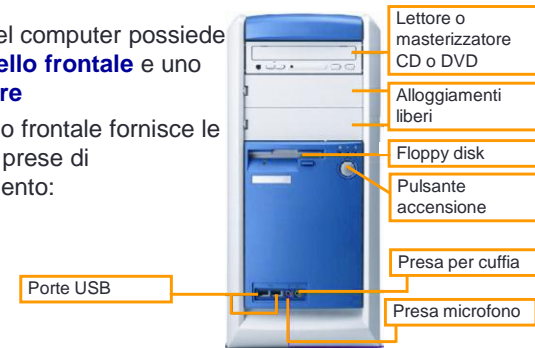 el computer possiede
ello frontale e uno
re
o frontale fornisce le
prese di
ento:
Lettore o
masterizzatore
CD o DVD
Alloggiamenti
liberi
Floppy disk
Pulsante
accensione
Presa per cuffia
Presa microfono
Porte USB